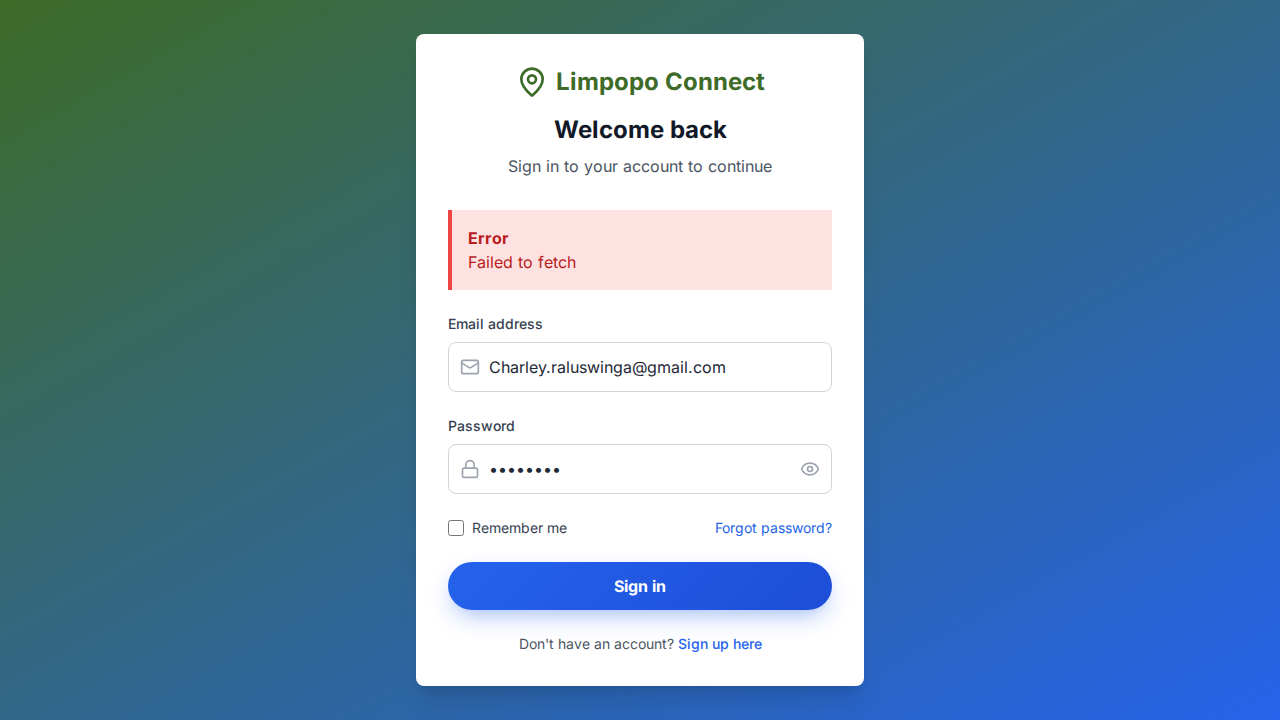 Limpopo Connect
Welcome back
Sign in to your account to continue
Error
Failed to fetch
Email address
Charley.raluswinga@gmail.com
Password
••••••••
Remember me
Forgot password?
Sign in
Don't have an account? Sign up here